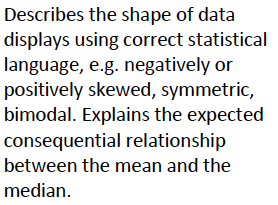 Describes the shape of data
displays using correct statistical
language, e.g. negatively or
positively skewed, symmetric,
bimodal. Explains the expected
consequential relationship
between the mean and the
median.